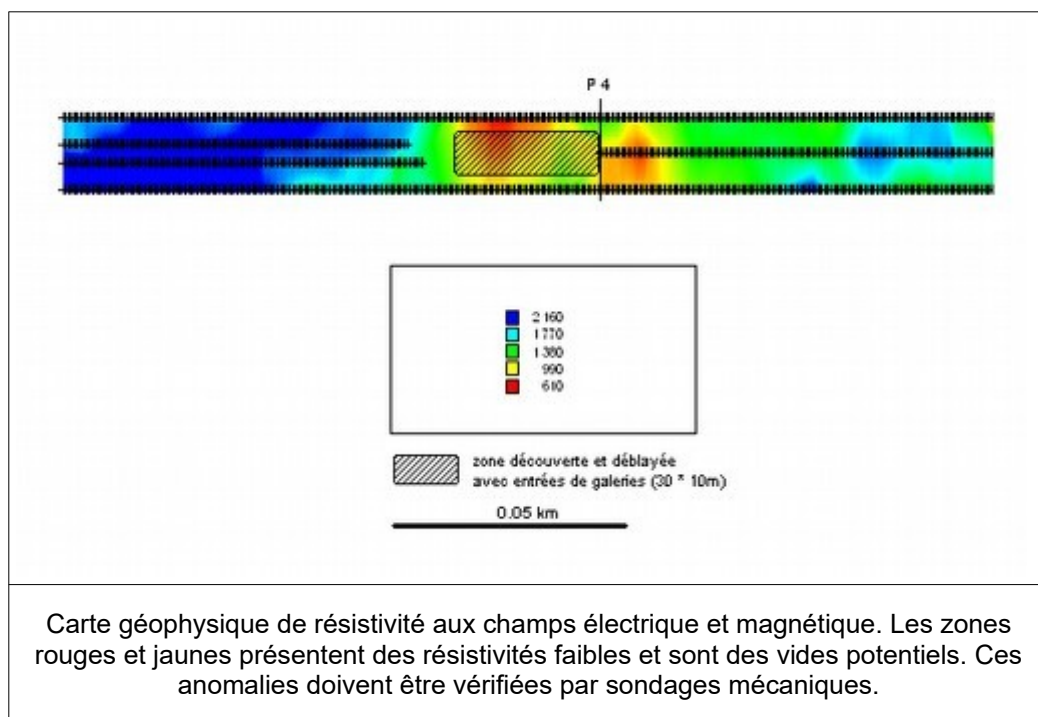 P 4
2 160
1 770
1 380
990
610
zone découverte et déblayée
avec entrées de galeries (30 * 10m)
0.05 km
Carte géophysique de résistivité aux champs électrique et magnétique. Les zones
rouges et jaunes présentent des résistivités faibles et sont des vides potentiels. Ces
anomalies doivent être vérifiées par sondages mécaniques.